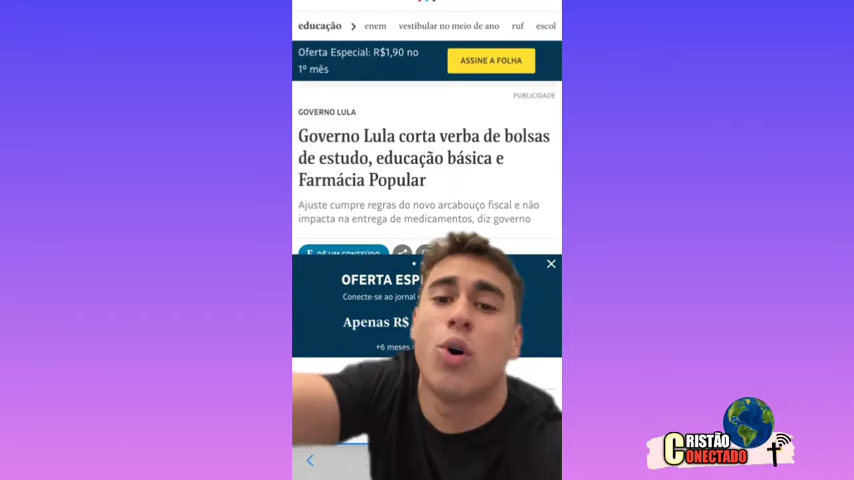 educação > enem vestibular no meio de ano ruf escol
Oferta Especial: R$1,90 no
1º mês
ASSINE A FOLHA
PUBLICIDADE
GOVERNO LULA
Governo Lula corta verba de bolsas
de estudo, educação básica e
Farmácia Popular
Ajuste cumpre regras do novo arcabouço fiscal e não
impacta na entrega de medicamentos, diz governo
OFERTA ESP
Conecte-se ao jornal
Apenas R$
+6 meses
CRISTÃO
CONECTADO